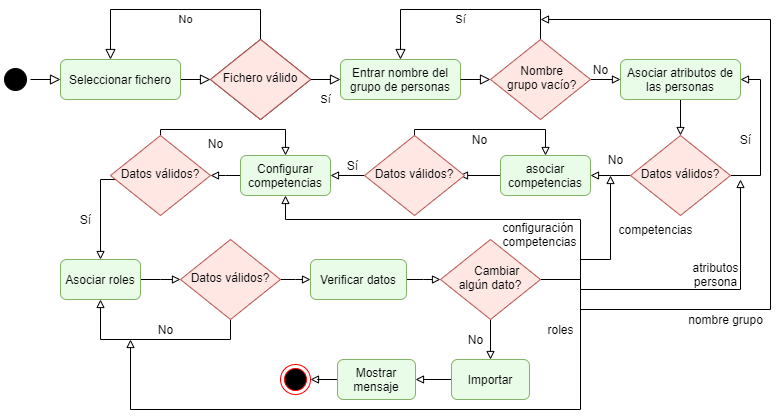 No
Sí
Seleccionar fichero
Fichero válido
Sí
Entrar nombre del
grupo de personas
Nombre
grupo vacío?
No
Asociar atributos de
las personas
Sí
No
Datos válidos?
No
Configurar
competencias
Sí
Datos válidos?
No
asociar
competencias
No
Datos válidos?
Sí
configuración
competencias
competencias
Asociar roles
Datos válidos?
Verificar datos
Cambiar
algún dato?
atributos
persona
No
roles
nombre grupo
No
Mostrar
mensaje
Importar